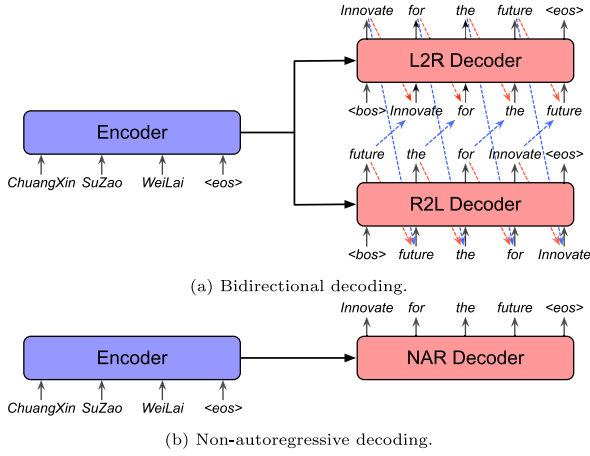 Innovate for the future <eos>
L2R Decoder
<bos> Innovate for the future
Encoder
ChuangXin SuZao WeiLai <eos>
future the for Innovate <eos>
R2L Decoder
<bos> future the for Innovate
(a) Bidirectional decoding.
Innovate for the future <eos>
Encoder
NAR Decoder
ChuangXin SuZao WeiLai <eos>
(b) Non-autoregressive decoding.